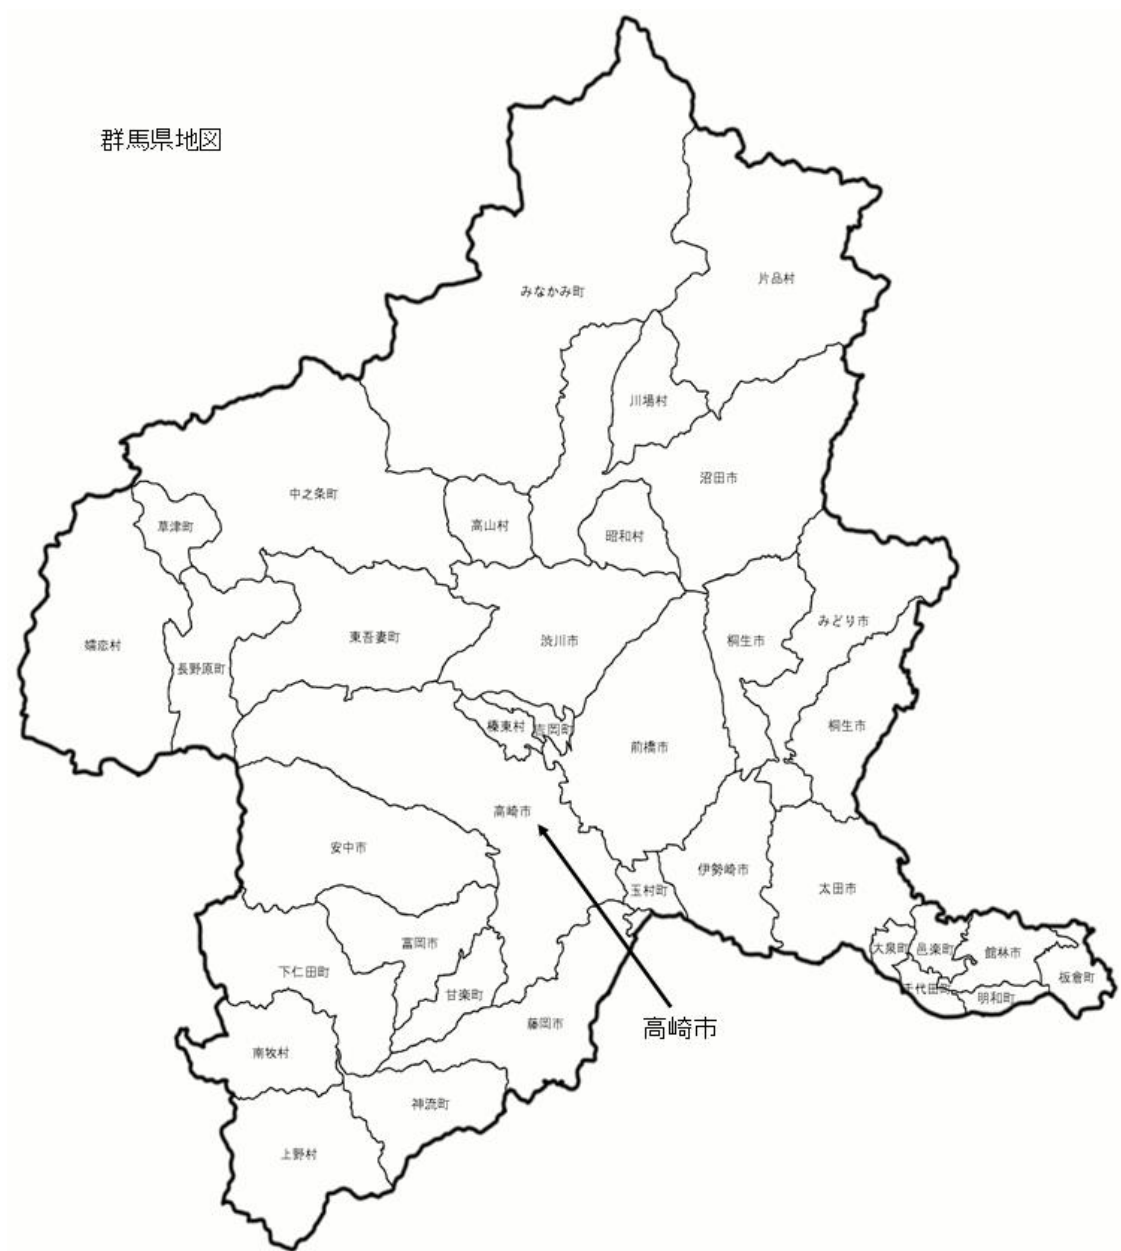 群馬県地図
片品村
みなかみ町
川場村
沼田市
中之条町
草津町
高山村
昭和村
みどり市
嬬恋村
東吾妻町
渋川市
桐生市
長野原町
榛東村
吉岡町
桐生市
前橋市
高崎市
安中市
伊勢崎市
玉村町
太田市
富岡市
大泉町
邑楽町
館林市
下仁田町
板倉町
甘楽町
千代田町
明和町
藤岡市
高崎市
南牧村
神流町
上野村